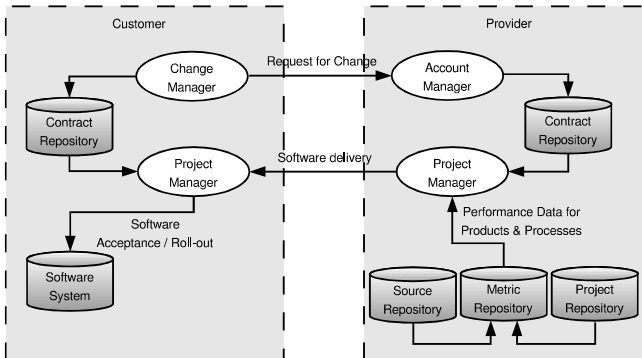 Customer
Provider
Request for Change
Change
Manager
Account
Manager
Contract
Repository
Contract
Repository
Software delivery
Project
Manager
Project
Manager
Software
Acceptance / Roll-out
Performance Data for
Products & Processes
Software
System
Source
Repository
Metric
Repository
Project
Repository